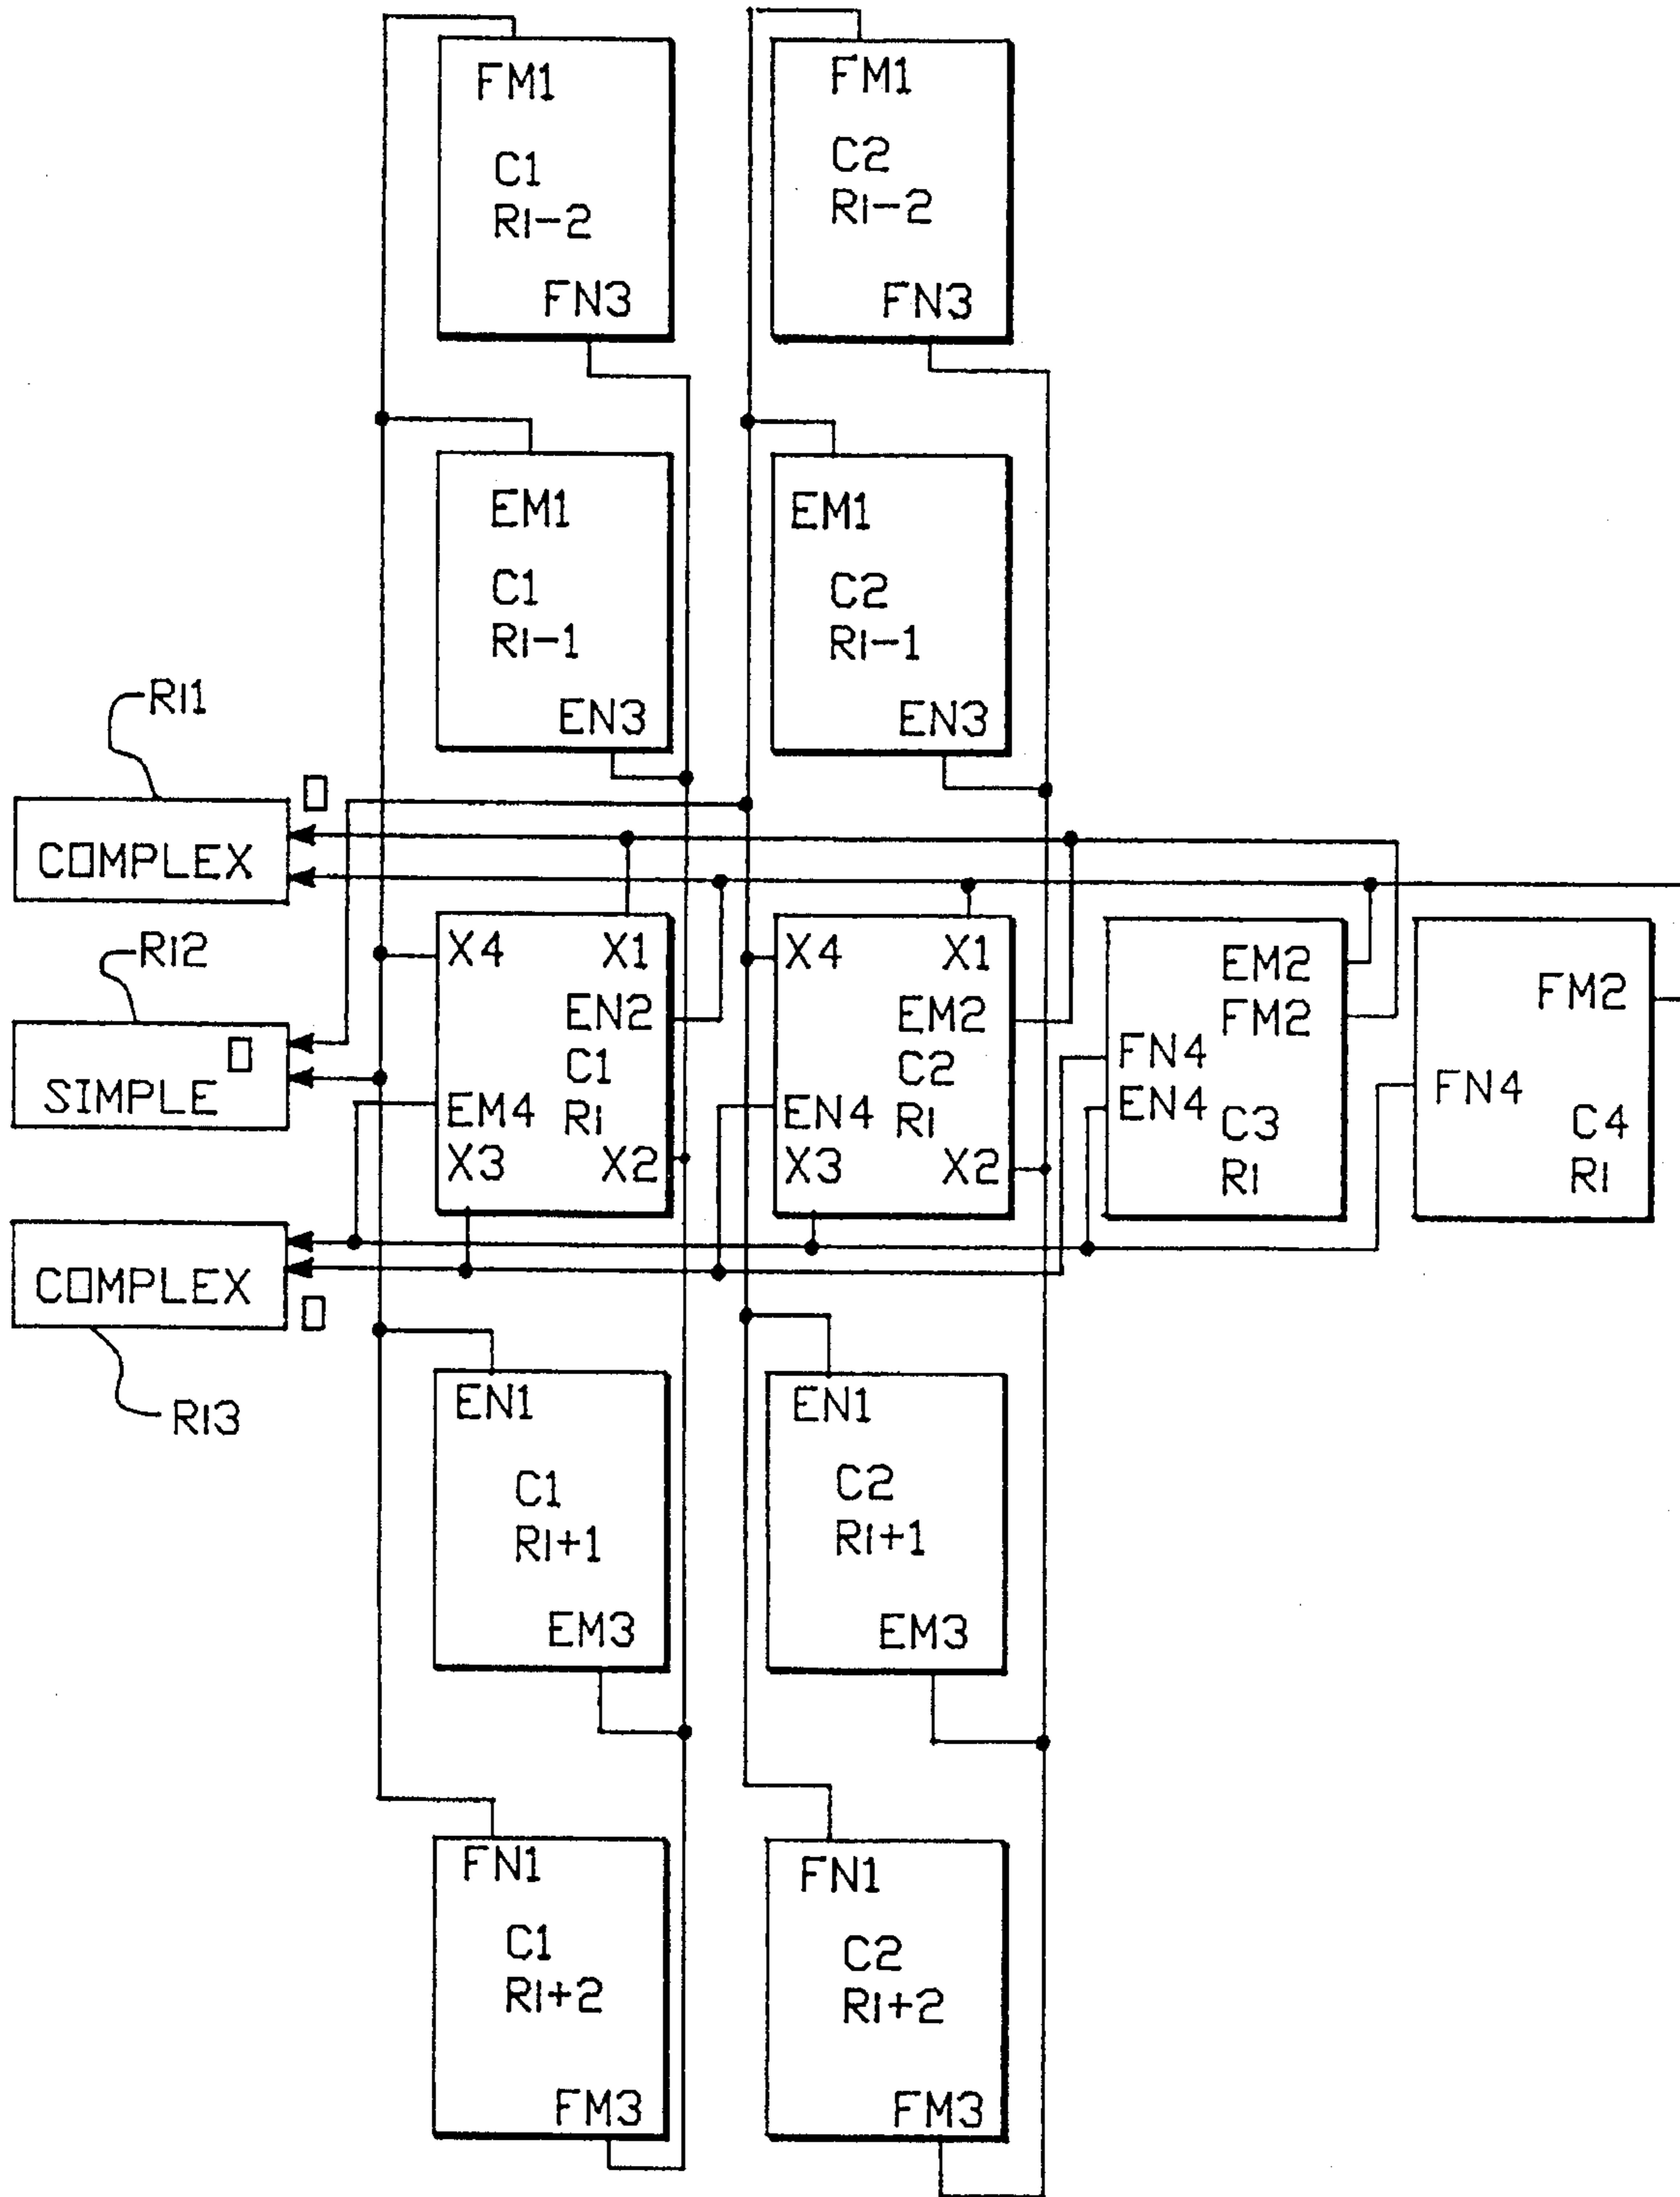 FM1
C1
Ri-2
FN3
FM1
C2
Ri-2
FN3
EM1
C1
Ri-1
EN3
EM1
C2
Ri-1
EN3
Ri1
COMPLEX
Ri2
SIMPLE
COMPLEX
Ri3
X4 X1
EN2
C1
EM4 Ri
X3 X2
X4 X1
EM2
C2
EN4 Ri
X3 X2
EM2
FM2
FN4
EN4
C3
Ri
FM2
FN4
C4
Ri
EN1
C1
Ri+1
EM3
EN1
C2
Ri+1
EM3
FN1
C1
Ri+2
FM3
FN1
C2
Ri+2
FM3